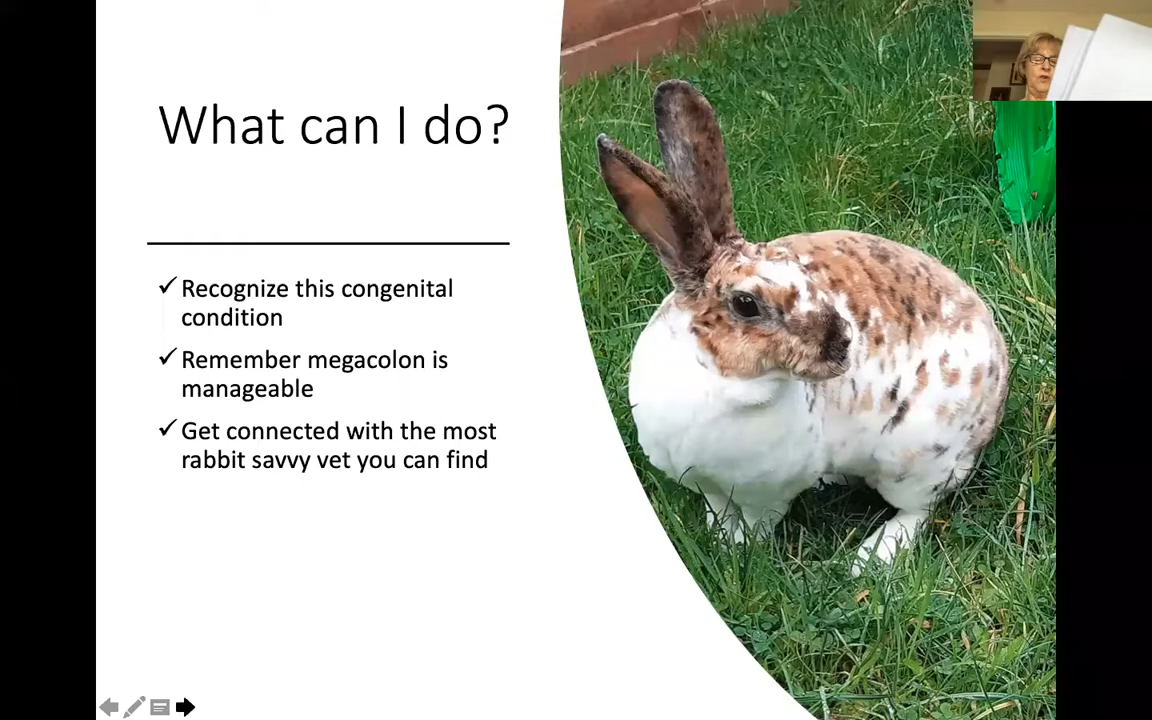 What can I do?
✓ Recognize this congenital
condition
✓ Remember megacolon is
manageable
✓ Get connected with the most
rabbit savvy vet you can find